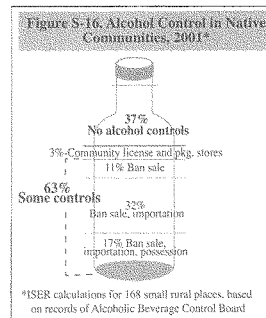 Figure S-16. Alcohol Control in Native
Communities, 2001*
37%
No alcohol controls
3%-Community license and pkg. stores
11% Ban sale
63%
Some controls
32%
Ban sale, importation
17% Ban sale,
importation, possession
*ISER calculations for 168 small rural places, based
on records of Alcoholic Beverage Control Board